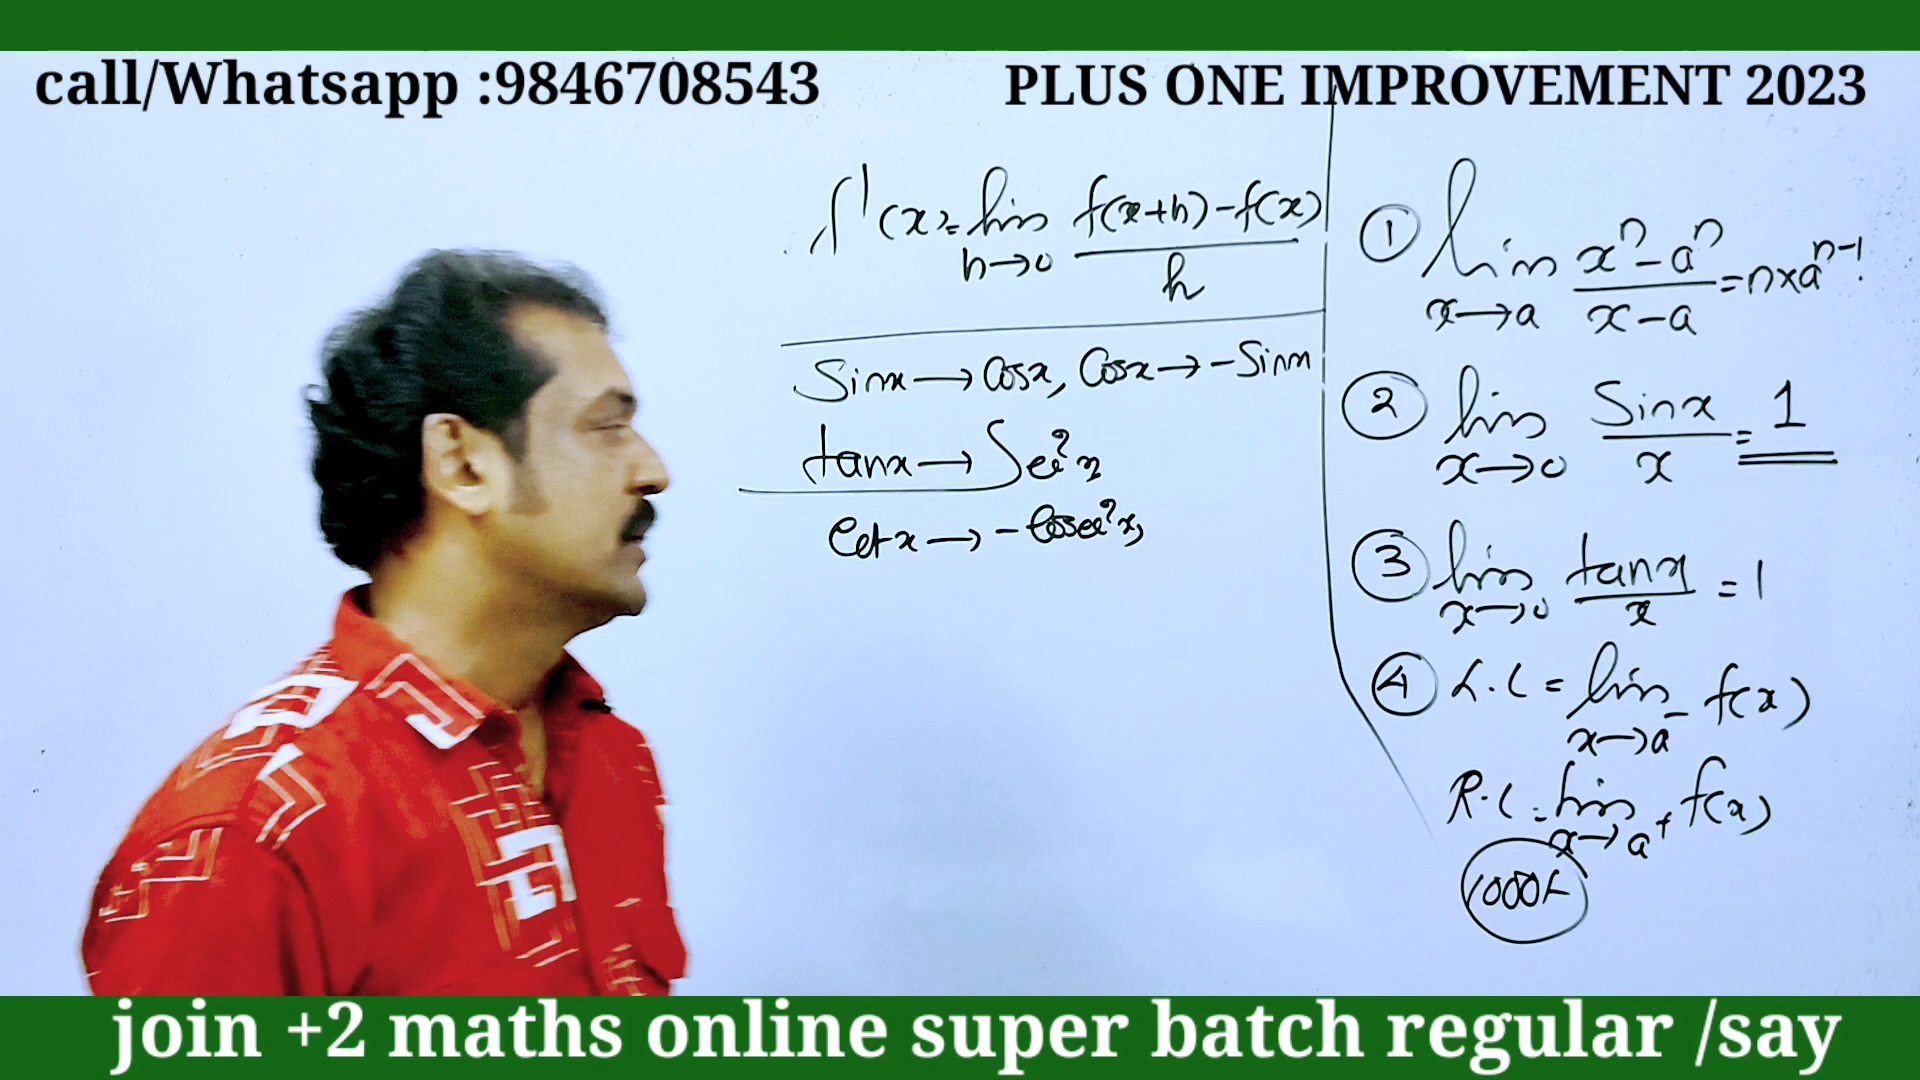 call/Whatsapp :9846708543
PLUS ONE IMPROVEMENT 2023
f'(x) = lim h→0 f(x+h)-f(x) / h
Sinx → Cosx, Cosx → -Sinx
tanx → Sec²x
Cotx → -Cosec²x,
① lim x→a xⁿ-aⁿ / x-a = n×aⁿ⁻¹
② lim x→0 Sinx / x = 1
③ lim x→0 tanx / x = 1
④ L.L = lim x→a⁻ f(x)
R.L = lim x→a⁺ f(x)
join +2 maths online super batch regular /say